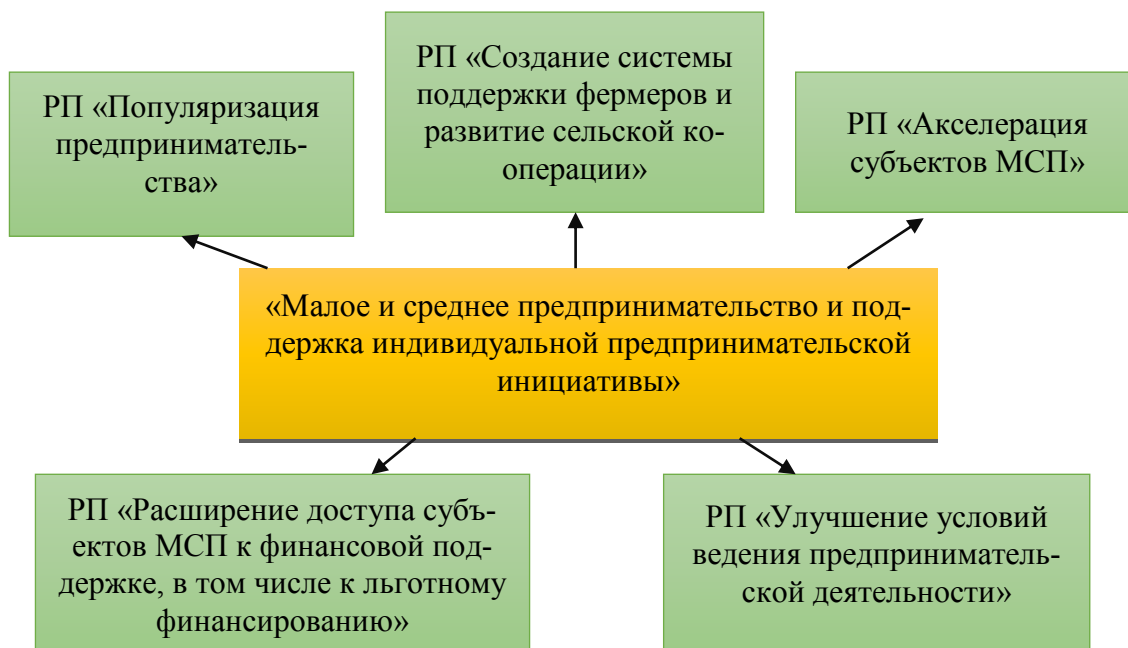 РП «Популяризация
предприниматель-
ства»
РП «Создание системы
поддержки фермеров и
развитие сельской ко-
операции»
РП «Акселерация
субъектов МСП»
«Малое и среднее предпринимательство и под-
держка индивидуальной предпринимательской
инициативы»
РП «Расширение доступа субъ-
ектов МСП к финансовой под-
держке, в том числе к льготному
финансированию»
РП «Улучшение условий
ведения предприниматель-
ской деятельности»